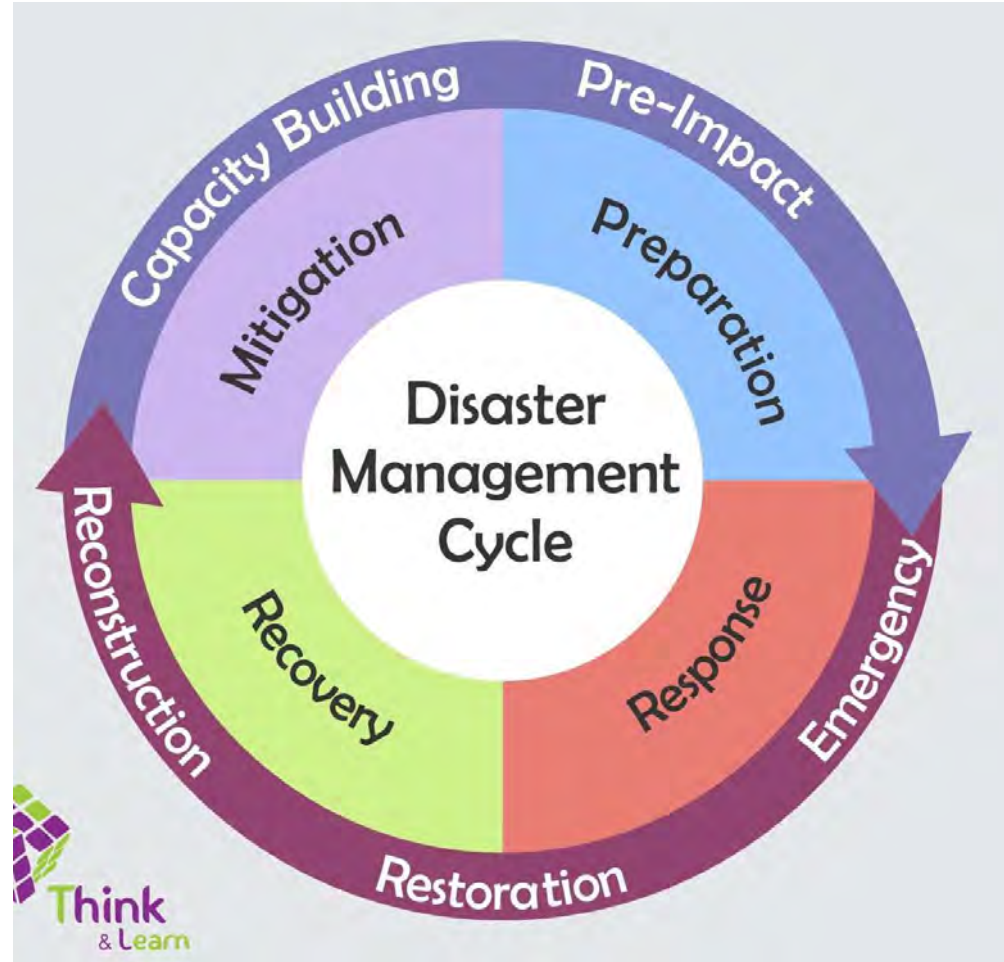 Capacity Building
Pre-Impact
Mitigation
Preparation
Disaster
Management
Cycle
Reconstruction
Recovery
Response
Emergency
Restoration
Think
& Learn